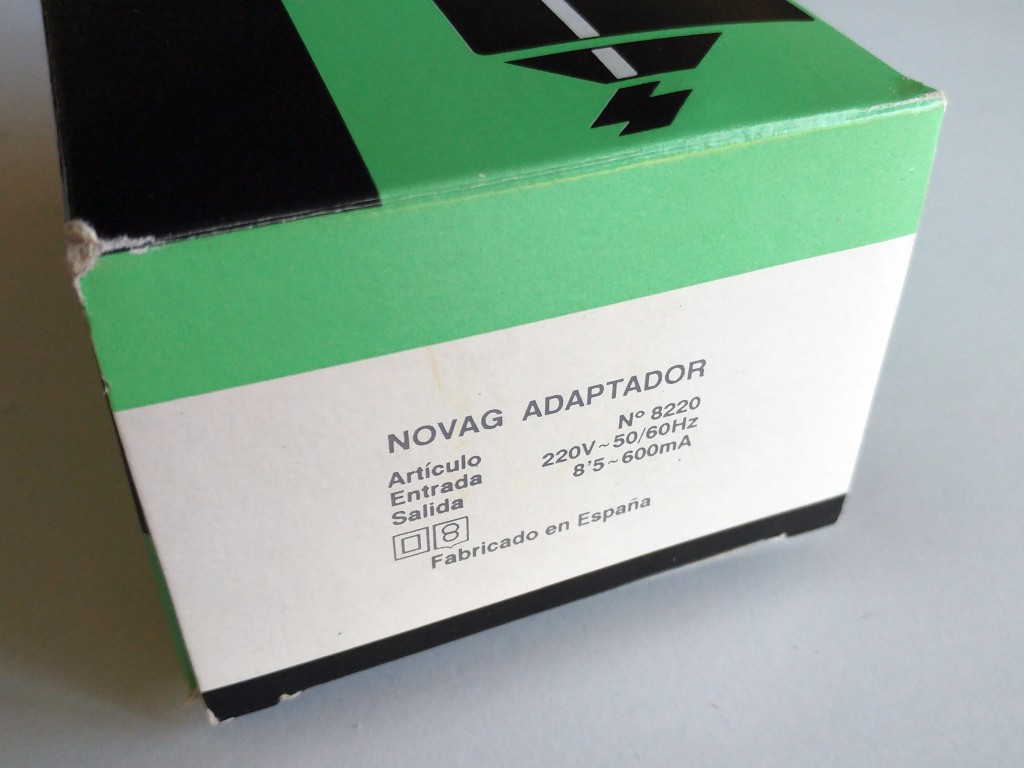 NOVAG ADAPTADOR
Artículo Nº 8220
Entrada 220V~50/60Hz
Salida 8'5~600mA
Fabricado en España